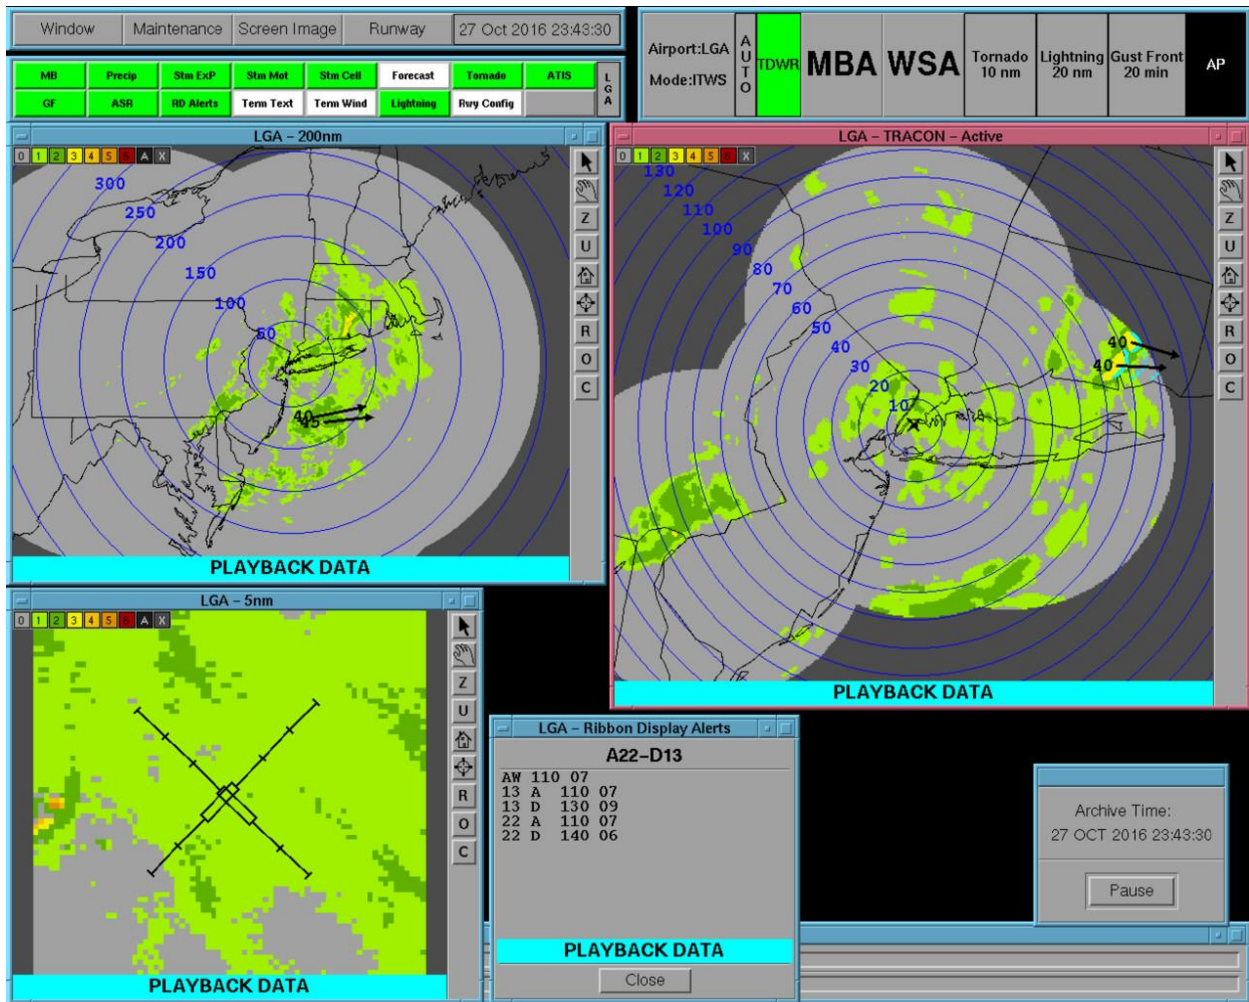 Window Maintenance Screen Image Runway 27 Oct 2016 23:43:30
MB Precip Stm ExP Stm Mot Stm Cell Forecast Tornado ATIS
GF ASR RD Alerts Term Text Term Wind Lightning Rwy Config
LGA
Airport:LGA
Mode:ITWS
AUTO
TDWR
MBA
WSA
Tornado
10 nm
Lightning
20 nm
Gust Front
20 min
AP
LGA – 200nm
0 1 2 3 4 5 6 A X
300
250
200
150
100
50
40
45
Z
U
R
O
C
PLAYBACK DATA
LGA – TRACON – Active
0 1 2 3 4 5 6 X
130
120
110
100
90
80
70
60
50
40
30
20
10
40
40
Z
U
R
O
C
PLAYBACK DATA
LGA – 5nm
0 1 2 3 4 5 6 A X
Z
U
R
O
C
PLAYBACK DATA
LGA – Ribbon Display Alerts
A22–D13
AW 110 07
13 A 110 07
13 D 130 09
22 A 110 07
22 D 140 06
PLAYBACK DATA
Close
Archive Time:
27 OCT 2016 23:43:30
Pause